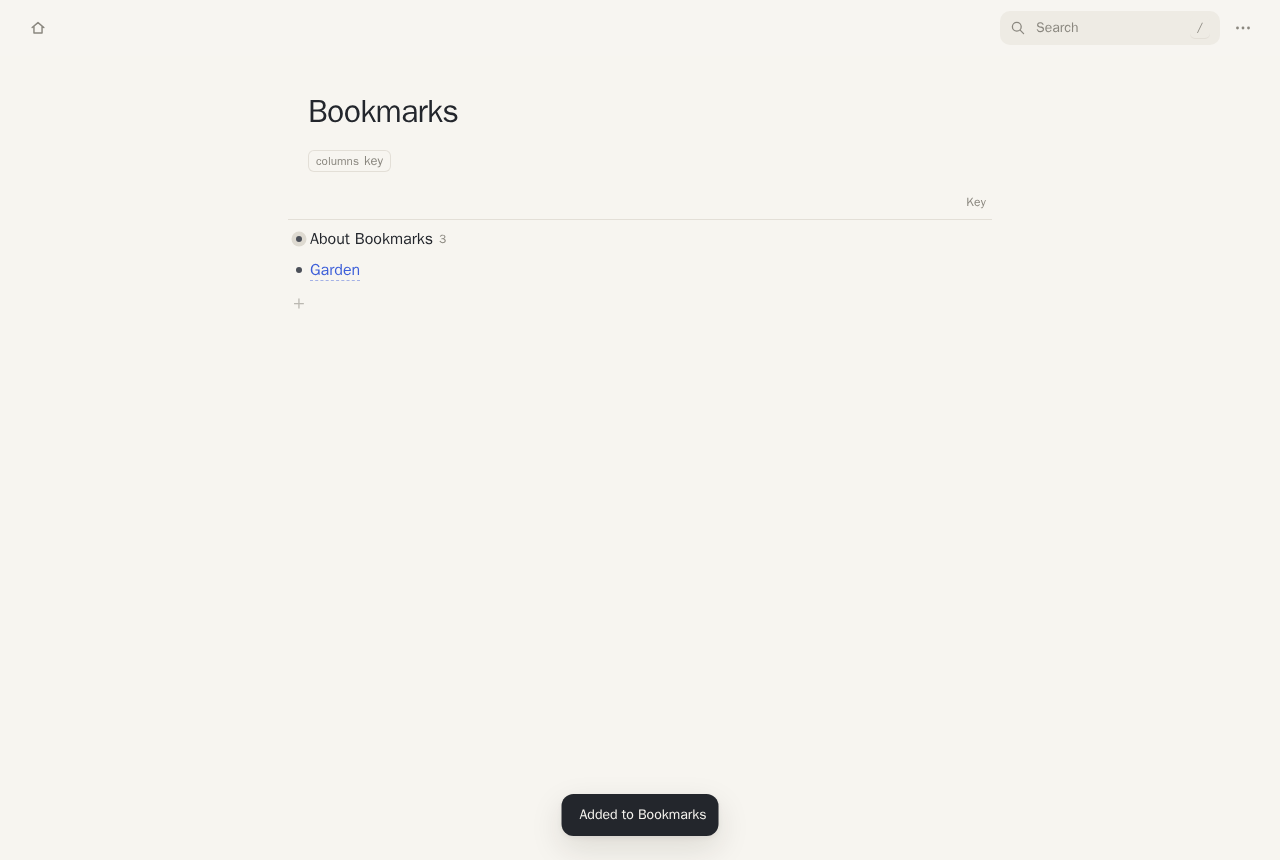 Search /
Bookmarks
columns key
Key
About Bookmarks 3
Garden
Added to Bookmarks